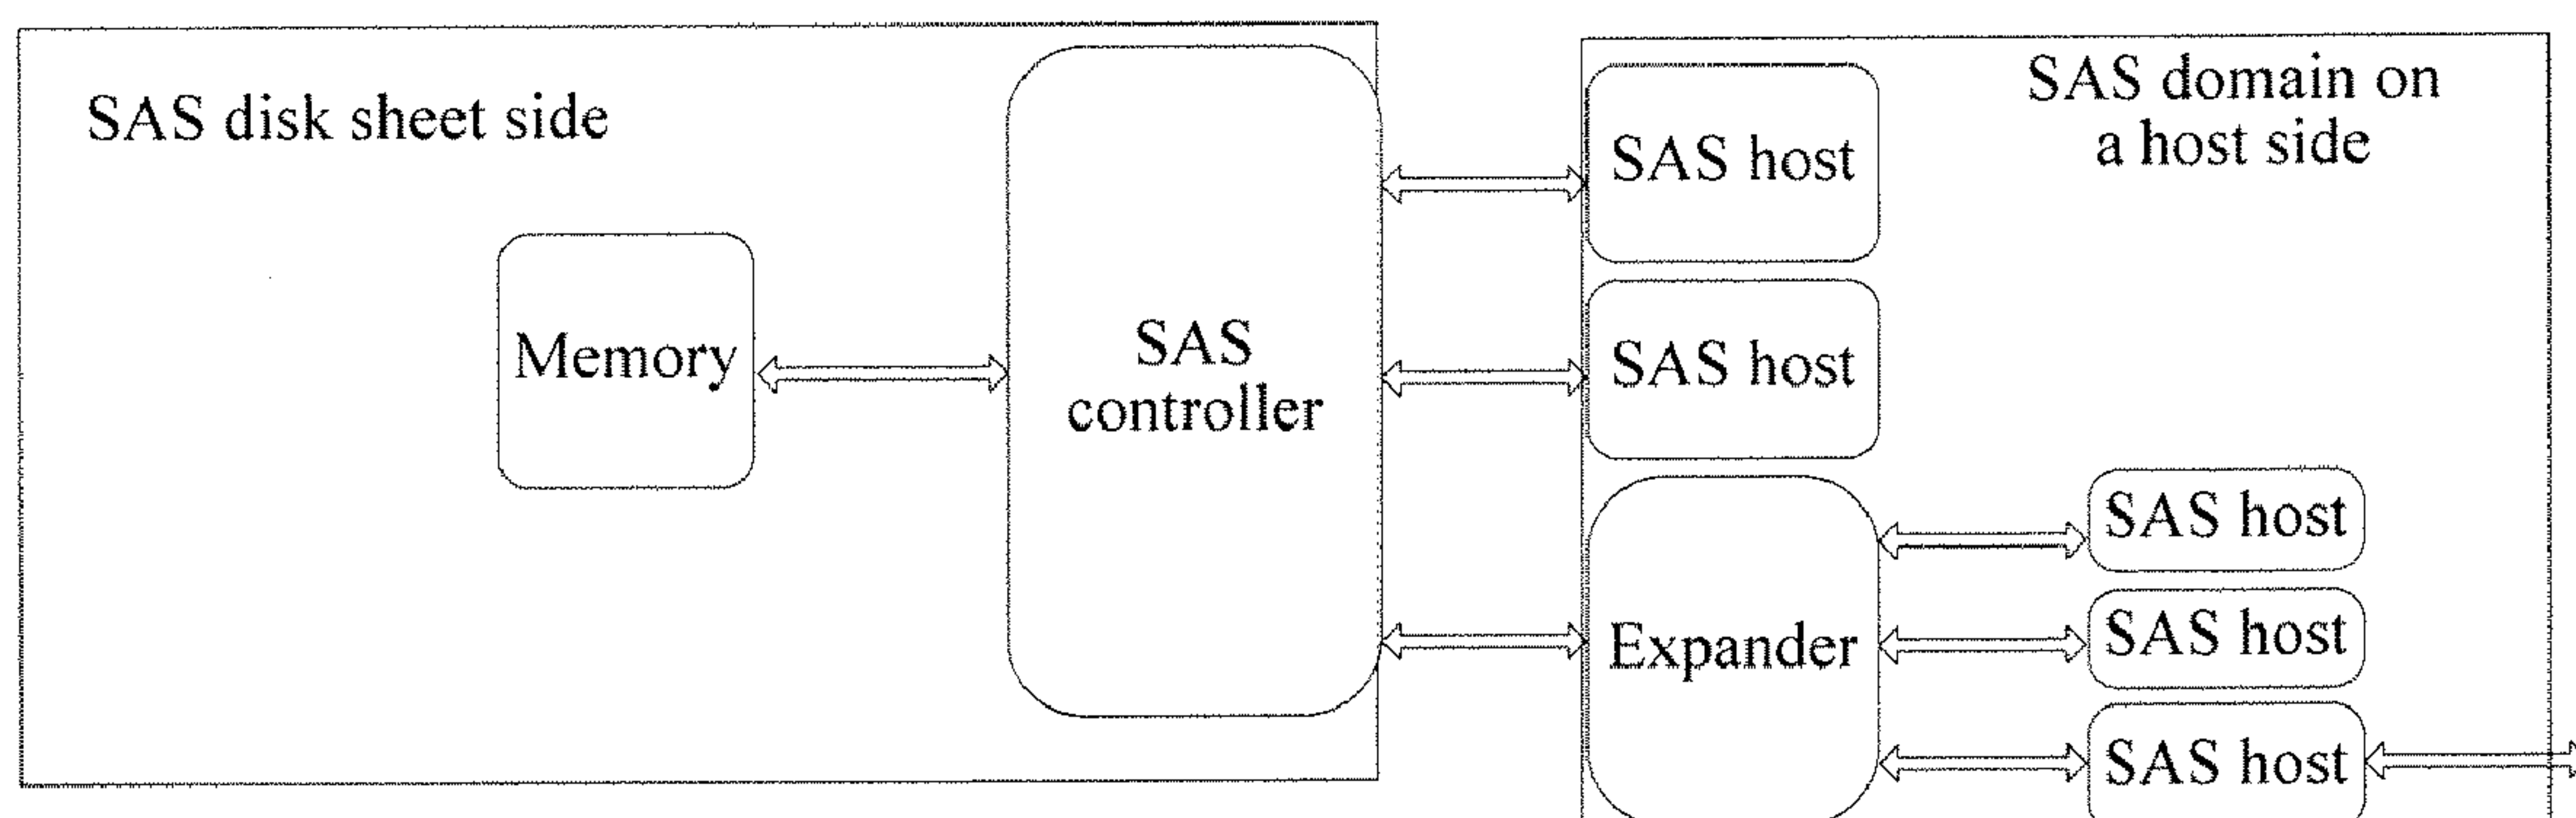 SAS disk sheet side
Memory
SAS
controller
SAS domain on
a host side
SAS host
SAS host
Expander
SAS host
SAS host
SAS host